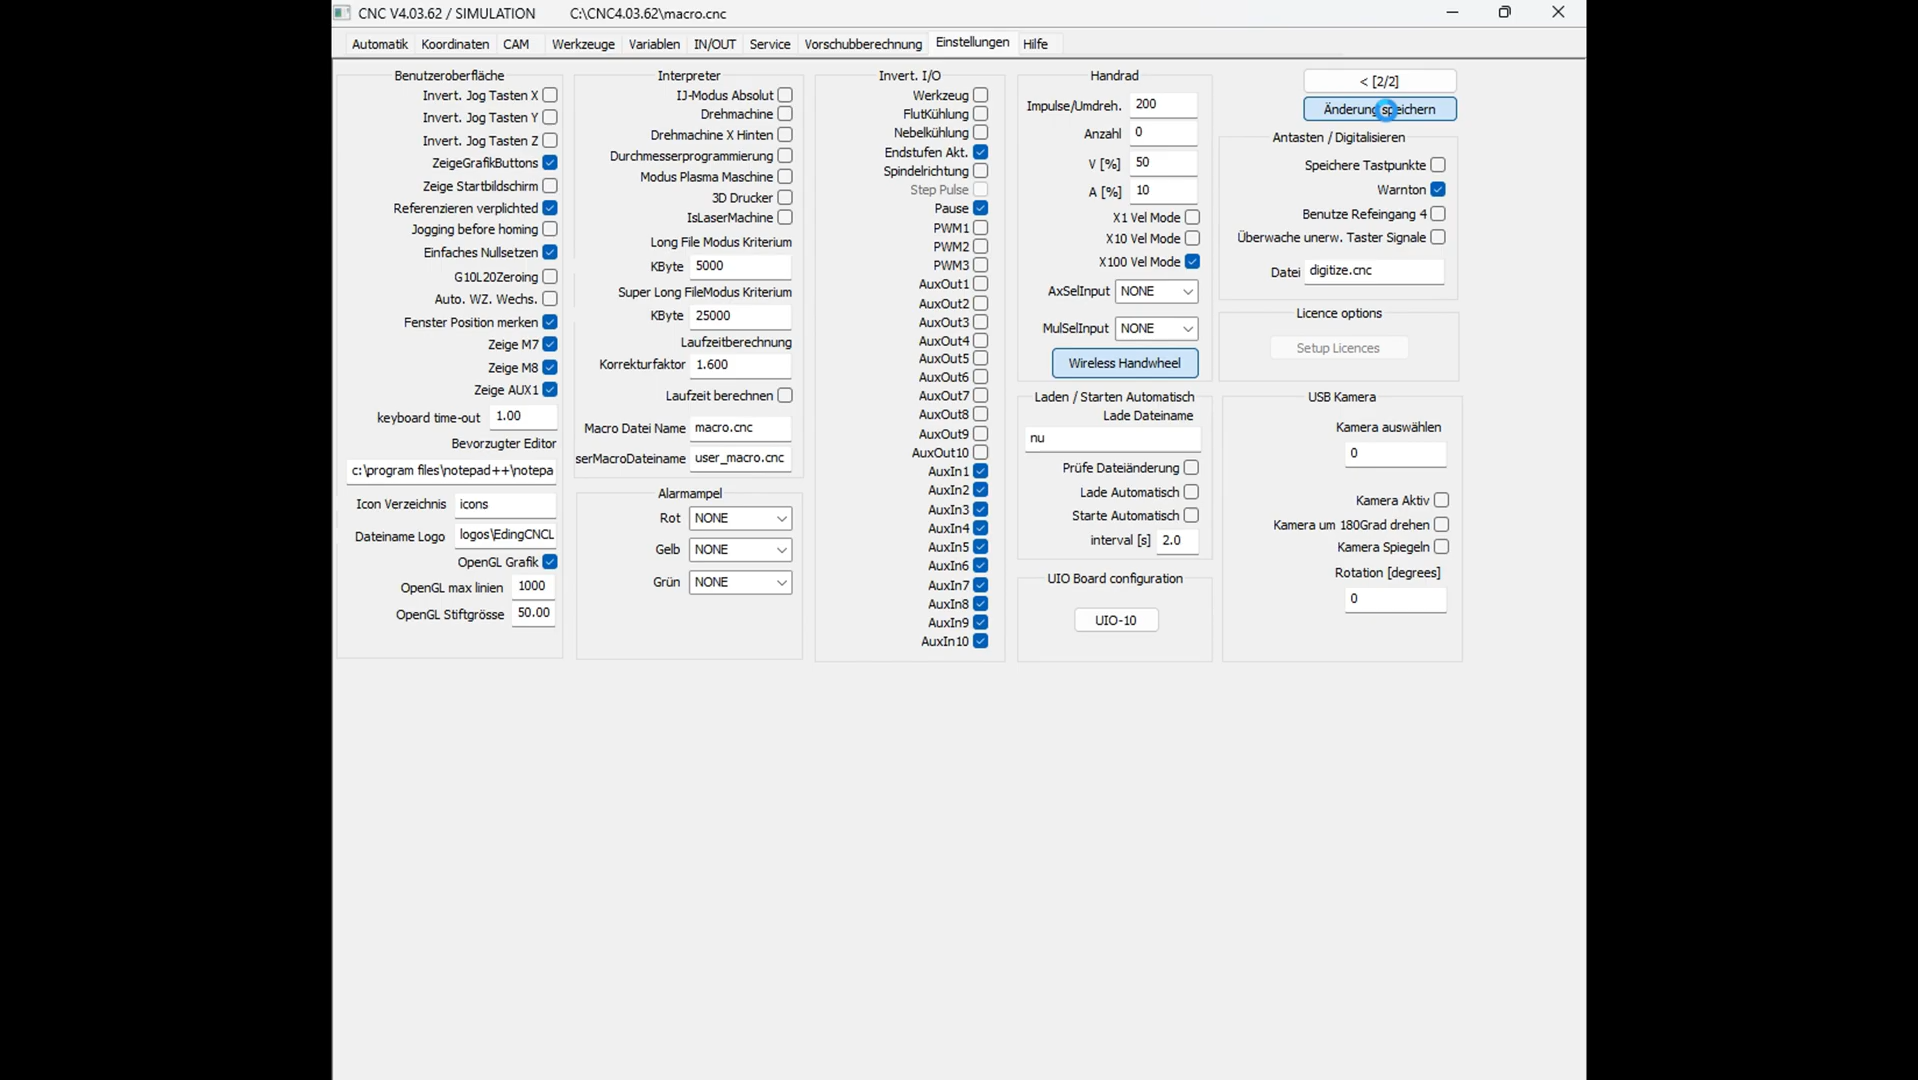 CNC V4.03.62 / SIMULATION C:\CNC4.03.62\macro.cnc
Automatik Koordinaten CAM Werkzeuge Variablen IN/OUT Service Vorschubberechnung Einstellungen Hilfe
Benutzeroberfläche
Invert. Jog Tasten X
Invert. Jog Tasten Y
Invert. Jog Tasten Z
ZeigeGrafikButtons
Zeige Startbildschirm
Referenzieren verplichted
Jogging before homing
Einfaches Nullsetzen
G10L20Zeroing
Auto. WZ. Wechs.
Fenster Position merken
Zeige M7
Zeige M8
Zeige AUX1
keyboard time-out 1.00
Bevorzugter Editor
c:\program files\notepad++\notepa
Icon Verzeichnis icons
Dateiname Logo logos\EdingCNCL
OpenGL Grafik
OpenGL max linien 1000
OpenGL Stiftgrösse 50.00
Interpreter
IJ-Modus Absolut
Drehmachine
Drehmachine X Hinten
Durchmesserprogrammierung
Modus Plasma Maschine
3D Drucker
IsLaserMachine
Long File Modus Kriterium
KByte 5000
Super Long FileModus Kriterium
KByte 25000
Laufzeitberechnung
Korrekturfaktor 1.600
Laufzeit berechnen
Macro Datei Name macro.cnc
serMacroDateiname user_macro.cnc
Alarmampel
Rot NONE
Gelb NONE
Grün NONE
Invert. I/O
Werkzeug
FlutKühlung
Nebelkühlung
Endstufen Akt.
Spindelrichtung
Step Pulse
Pause
PWM1
PWM2
PWM3
AuxOut1
AuxOut2
AuxOut3
AuxOut4
AuxOut5
AuxOut6
AuxOut7
AuxOut8
AuxOut9
AuxOut10
AuxIn1
AuxIn2
AuxIn3
AuxIn4
AuxIn5
AuxIn6
AuxIn7
AuxIn8
AuxIn9
AuxIn10
Handrad
Impulse/Umdreh. 200
Anzahl 0
V [%] 50
A [%] 10
X1 Vel Mode
X10 Vel Mode
X100 Vel Mode
AxSelInput NONE
MulSelInput NONE
Wireless Handwheel
Laden / Starten Automatisch
Lade Dateiname
nu
Prüfe Dateiänderung
Lade Automatisch
Starte Automatisch
interval [s] 2.0
UIO Board configuration
UIO-10
< [2/2]
Änderung speichern
Antasten / Digitalisieren
Speichere Tastpunkte
Warnton
Benutze Refeingang 4
Überwache unerw. Taster Signale
Datei digitize.cnc
Licence options
Setup Licences
USB Kamera
Kamera auswählen
0
Kamera Aktiv
Kamera um 180Grad drehen
Kamera Spiegeln
Rotation [degrees]
0